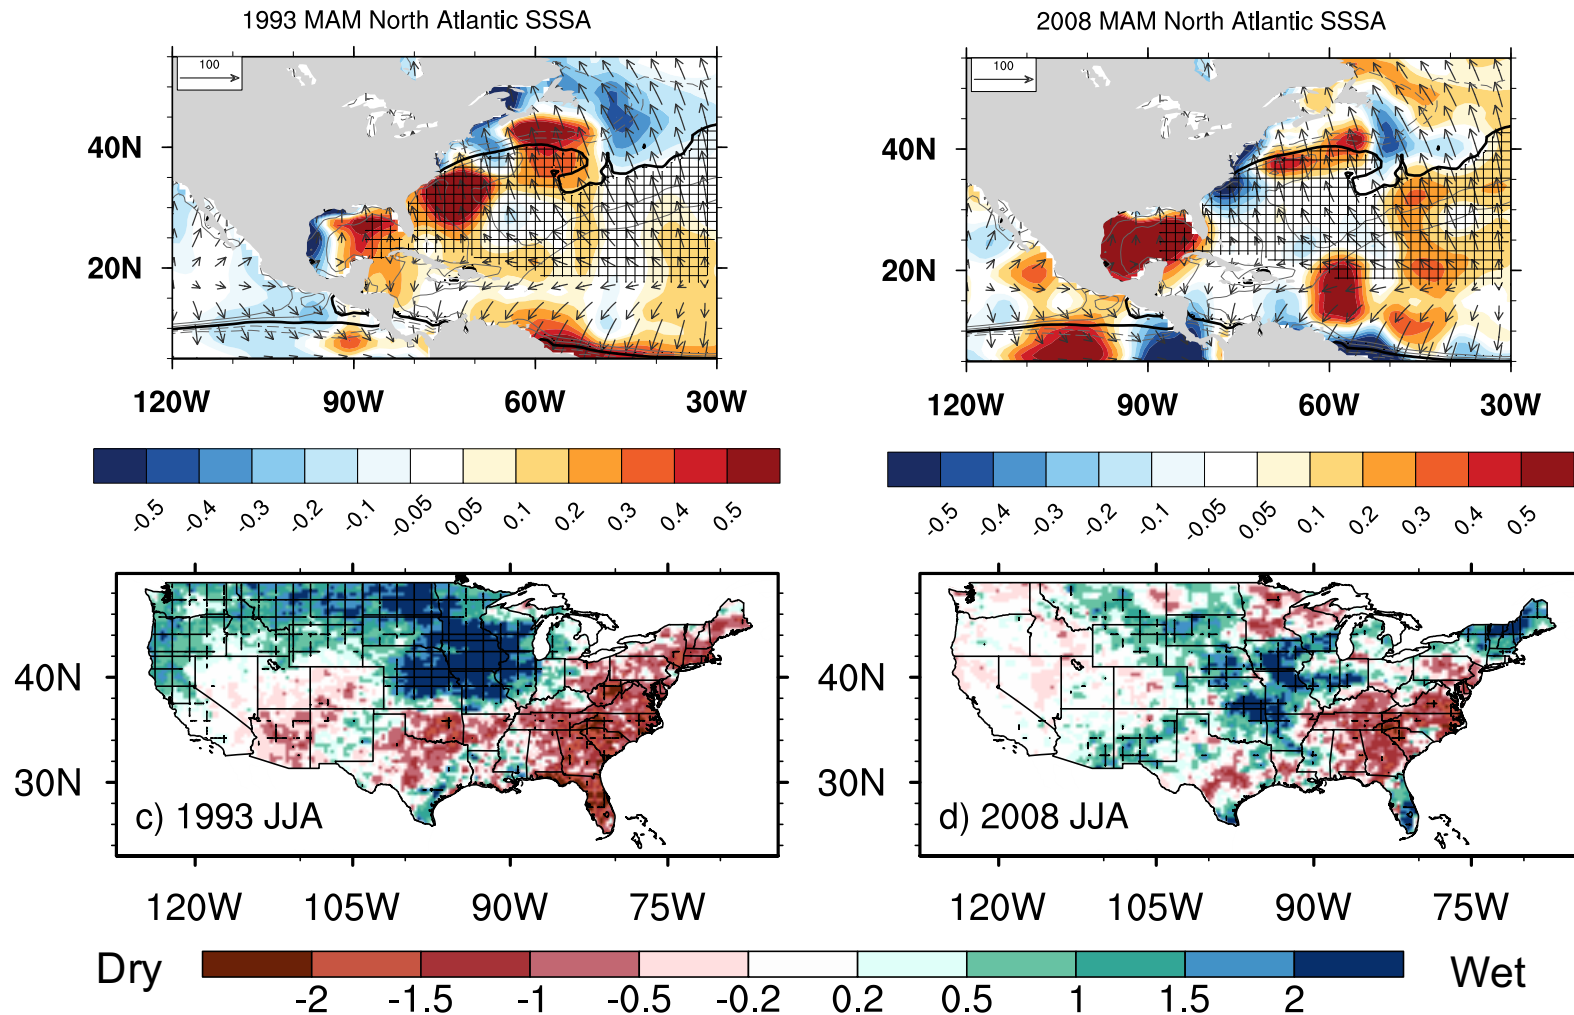 1993 MAM North Atlantic SSSA
2008 MAM North Atlantic SSSA
100
100
40N
20N
40N
20N
120W 90W 60W 30W
120W 90W 60W 30W
-0.5 -0.4 -0.3 -0.2 -0.1 -0.05 0.05 0.1 0.2 0.3 0.4 0.5
-0.5 -0.4 -0.3 -0.2 -0.1 -0.05 0.05 0.1 0.2 0.3 0.4 0.5
40N
30N
c) 1993 JJA
40N
30N
d) 2008 JJA
120W 105W 90W 75W
120W 105W 90W 75W
Dry
Wet
-2 -1.5 -1 -0.5 -0.2 0.2 0.5 1 1.5 2